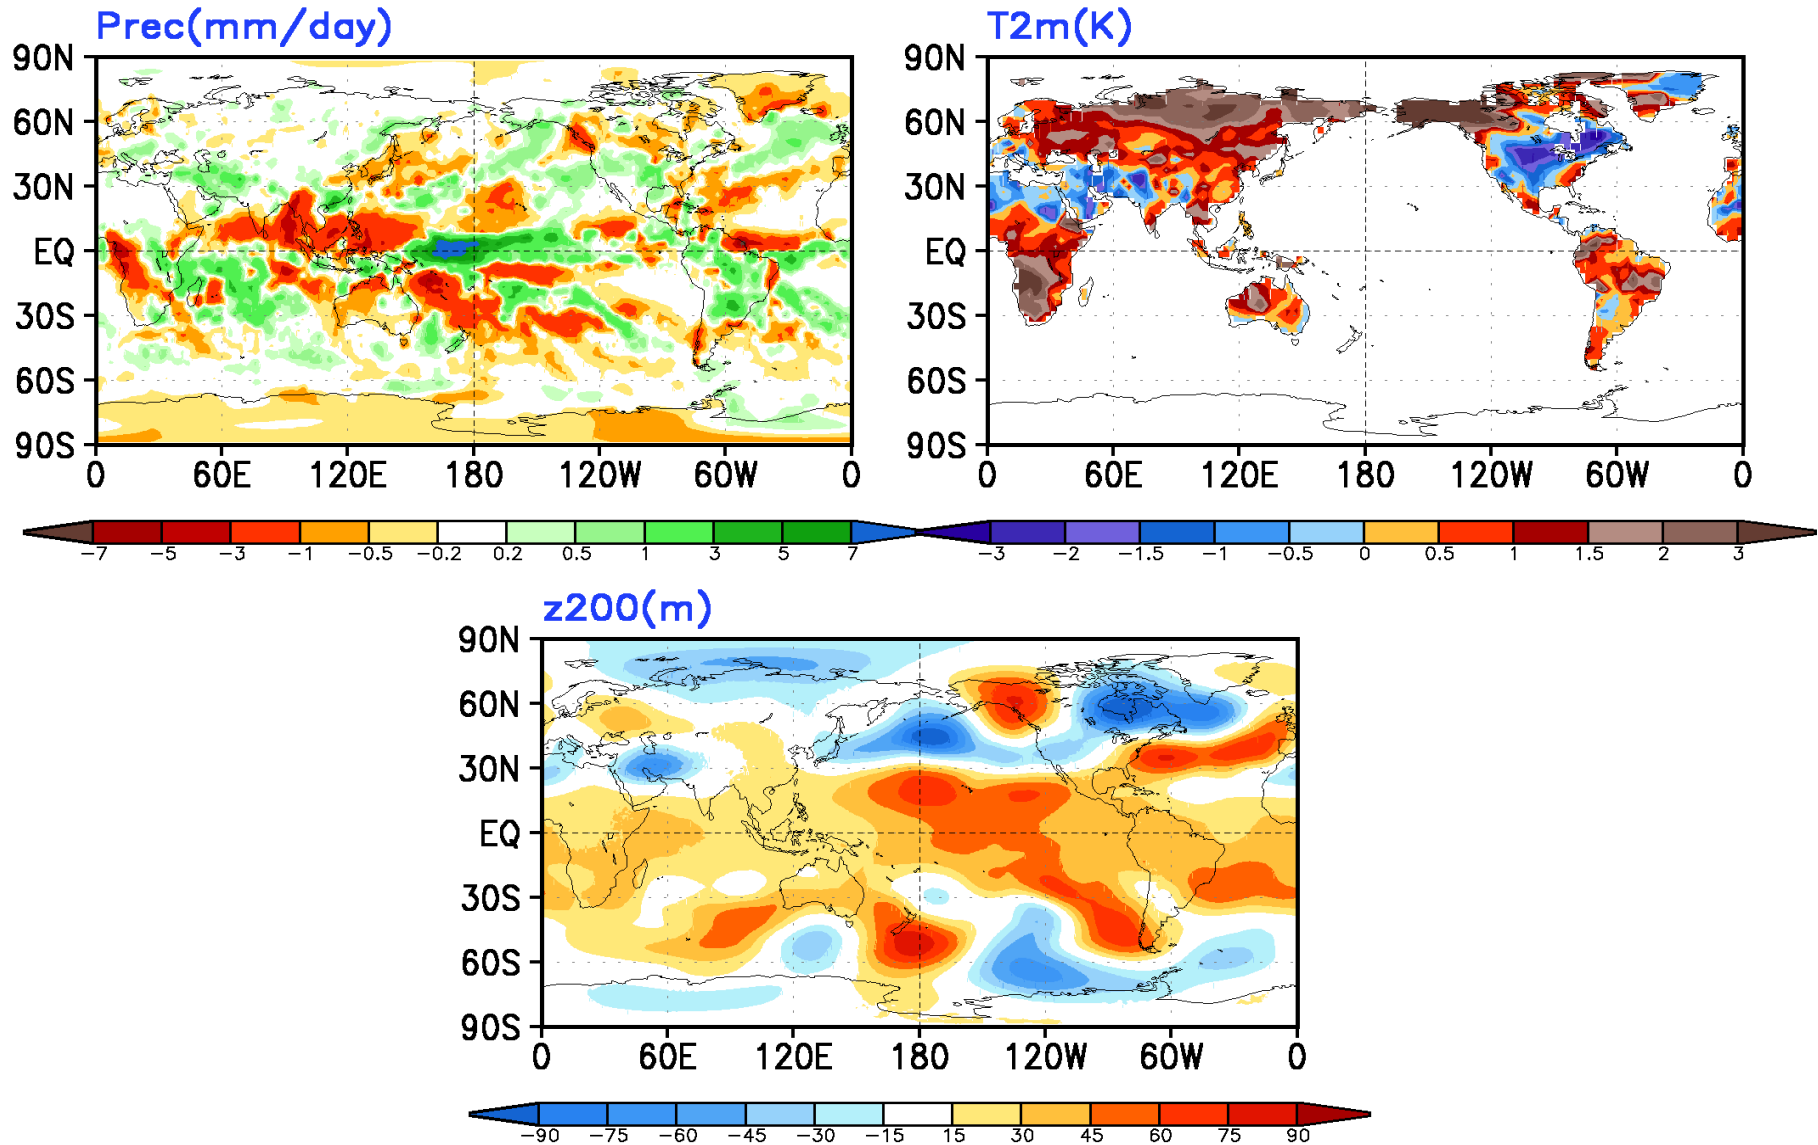 Prec(mm/day)
T2m(K)
90N
60N
30N
EQ
30S
60S
90S
0 60E 120E 180 120W 60W 0
90N
60N
30N
EQ
30S
60S
90S
0 60E 120E 180 120W 60W 0
-7 -5 -3 -1 -0.5 -0.2 0.2 0.5 1 3 5 7
-3 -2 -1.5 -1 -0.5 0 0.5 1 1.5 2 3
z200(m)
90N
60N
30N
EQ
30S
60S
90S
0 60E 120E 180 120W 60W 0
-90 -75 -60 -45 -30 -15 15 30 45 60 75 90